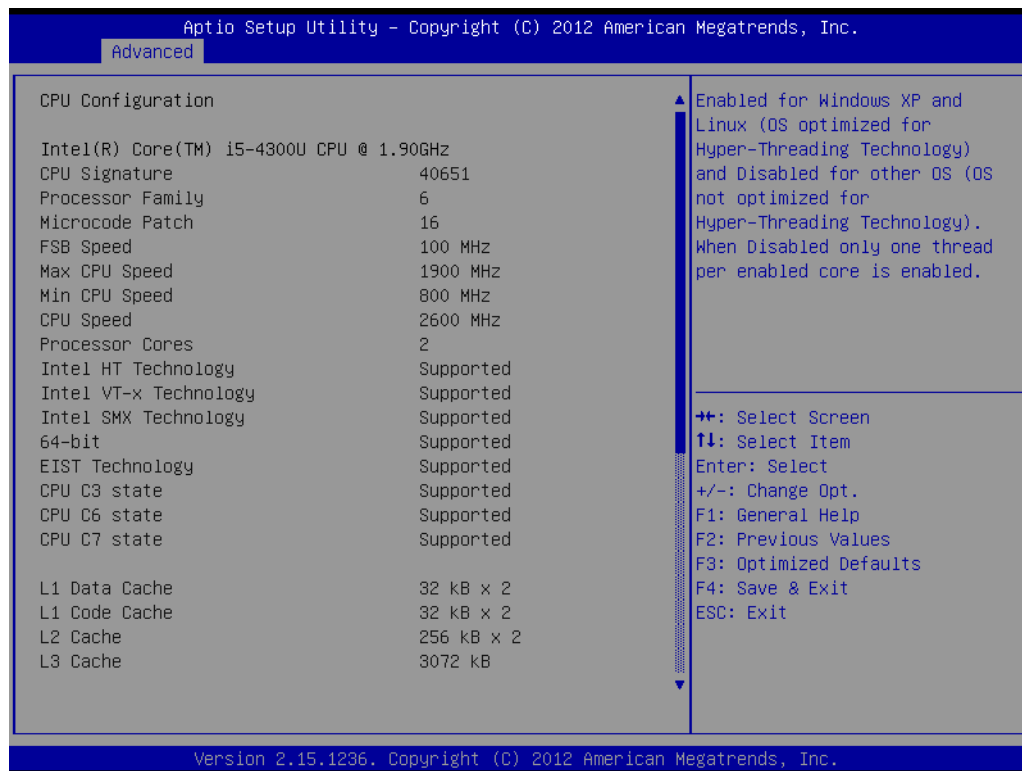 Aptio Setup Utility – Copyright (C) 2012 American Megatrends, Inc.
Advanced
CPU Configuration
Intel(R) Core(TM) i5-4300U CPU @ 1.90GHz
CPU Signature 40651
Processor Family 6
Microcode Patch 16
FSB Speed 100 MHz
Max CPU Speed 1900 MHz
Min CPU Speed 800 MHz
CPU Speed 2600 MHz
Processor Cores 2
Intel HT Technology Supported
Intel VT-x Technology Supported
Intel SMX Technology Supported
64-bit Supported
EIST Technology Supported
CPU C3 state Supported
CPU C6 state Supported
CPU C7 state Supported
L1 Data Cache 32 kB x 2
L1 Code Cache 32 kB x 2
L2 Cache 256 kB x 2
L3 Cache 3072 kB
Enabled for Windows XP and
Linux (OS optimized for
Hyper-Threading Technology)
and Disabled for other OS (OS
not optimized for
Hyper-Threading Technology).
When Disabled only one thread
per enabled core is enabled.
→←: Select Screen
↑↓: Select Item
Enter: Select
+/-: Change Opt.
F1: General Help
F2: Previous Values
F3: Optimized Defaults
F4: Save & Exit
ESC: Exit
Version 2.15.1236. Copyright (C) 2012 American Megatrends, Inc.